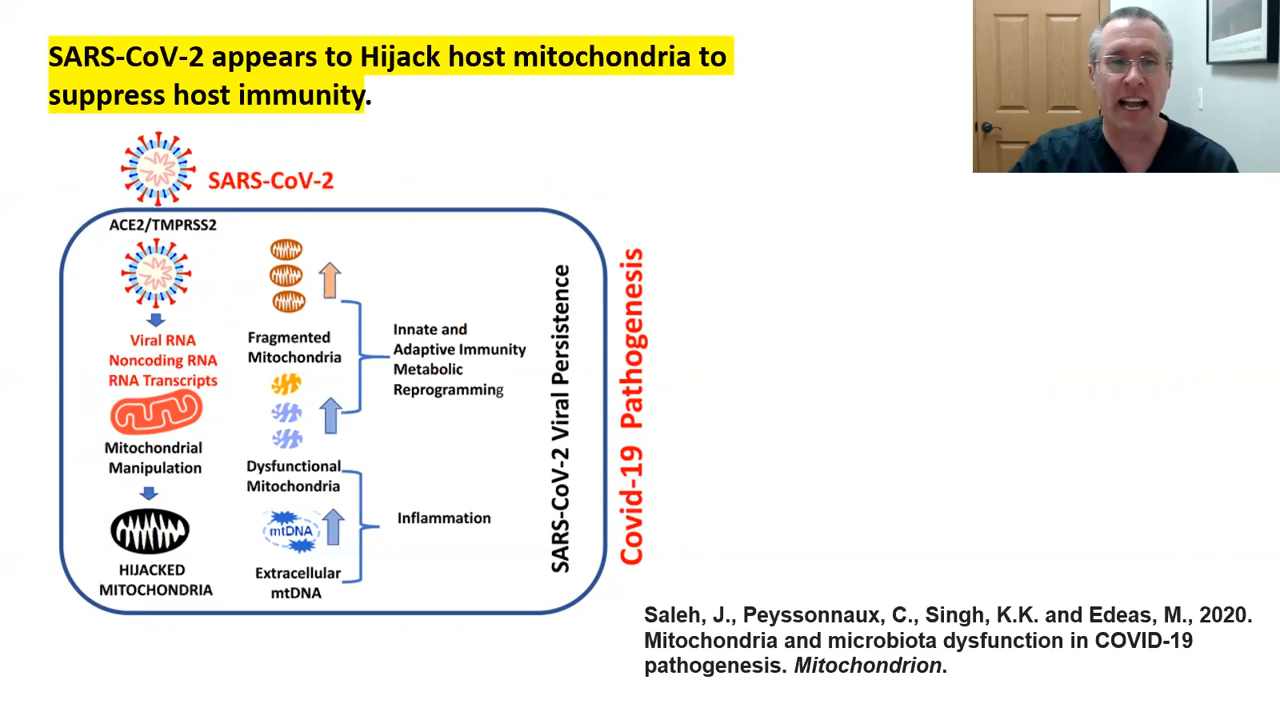 SARS-CoV-2 appears to Hijack host mitochondria to
suppress host immunity.
SARS-CoV-2
ACE2/TMPRSS2
Viral RNA
Noncoding RNA
RNA Transcripts
Mitochondrial
Manipulation
HIJACKED
MITOCHONDRIA
Fragmented
Mitochondria
Dysfunctional
Mitochondria
mtDNA
Extracellular
mtDNA
Innate and
Adaptive Immunity
Metabolic
Reprogramming
Inflammation
SARS-CoV-2 Viral Persistence
Covid-19 Pathogenesis
Saleh, J., Peyssonnaux, C., Singh, K.K. and Edeas, M., 2020.
Mitochondria and microbiota dysfunction in COVID-19
pathogenesis. Mitochondrion.